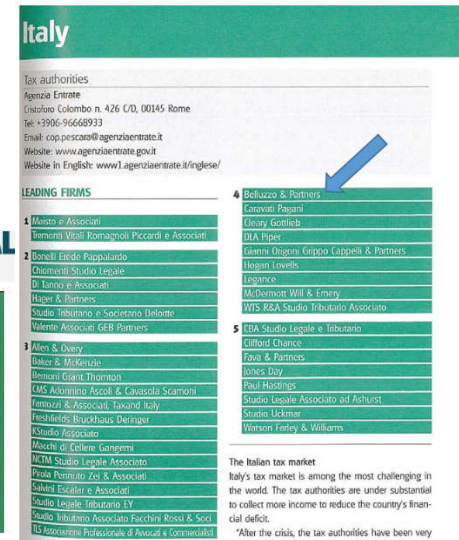 Italy
Tax authorities
Agenzia Entrate
Cristoforo Colombo n. 426 C/D, 00145 Rome
Tel: +3906-96668933
Email: cop.pescara@agenziaentrate.it
Website: www.agenziaentrate.gov.it
Website in English: www1.agenziaentrate.it/inglese/
LEADING FIRMS
1 Maisto e Associati
Tremonti Vitali Romagnoli Piccardi e Associati
2 Bonelli Erede Pappalardo
Chiomenti Studio Legale
Di Tanno e Associati
Hager & Partners
Studio Tributario e Societario Deloitte
Valente Associati GEB Partners
3 Allen & Overy
Baker & McKenzie
Bernoni Grant Thornton
CMS Adonnino Ascoli & Cavasola Scamoni
Fantozzi & Associati, Taxand Italy
Freshfields Bruckhaus Deringer
KStudio Associato
Macchi di Cellere Gangemi
NCTM Studio Legale Associato
Pirola Pennuto Zei & Associati
Salvini Escalar e Associati
Studio Legale Tributario EY
Studio Tributario Associato Facchini Rossi & Soci
TLS Associazione Professionale di Avvocati e Commercialisti
4 Belluzzo & Partners
Caravati Pagani
Cleary Gottlieb
DLA Piper
Gianni Origoni Grippo Cappelli & Partners
Hogan Lovells
Legance
McDermott Will & Emery
WTS R&A Studio Tributario Associato
5 CBA Studio Legale e Tributario
Clifford Chance
Fava & Partners
Jones Day
Paul Hastings
Studio Legale Associato ad Ashurst
Studio Uckmar
Watson Farley & Williams
The Italian tax market
Italy's tax market is among the most challenging in
the world. The tax authorities are under substantial
to collect more income to reduce the country's finan-
cial deficit.
"After the crisis, the tax authorities have been very